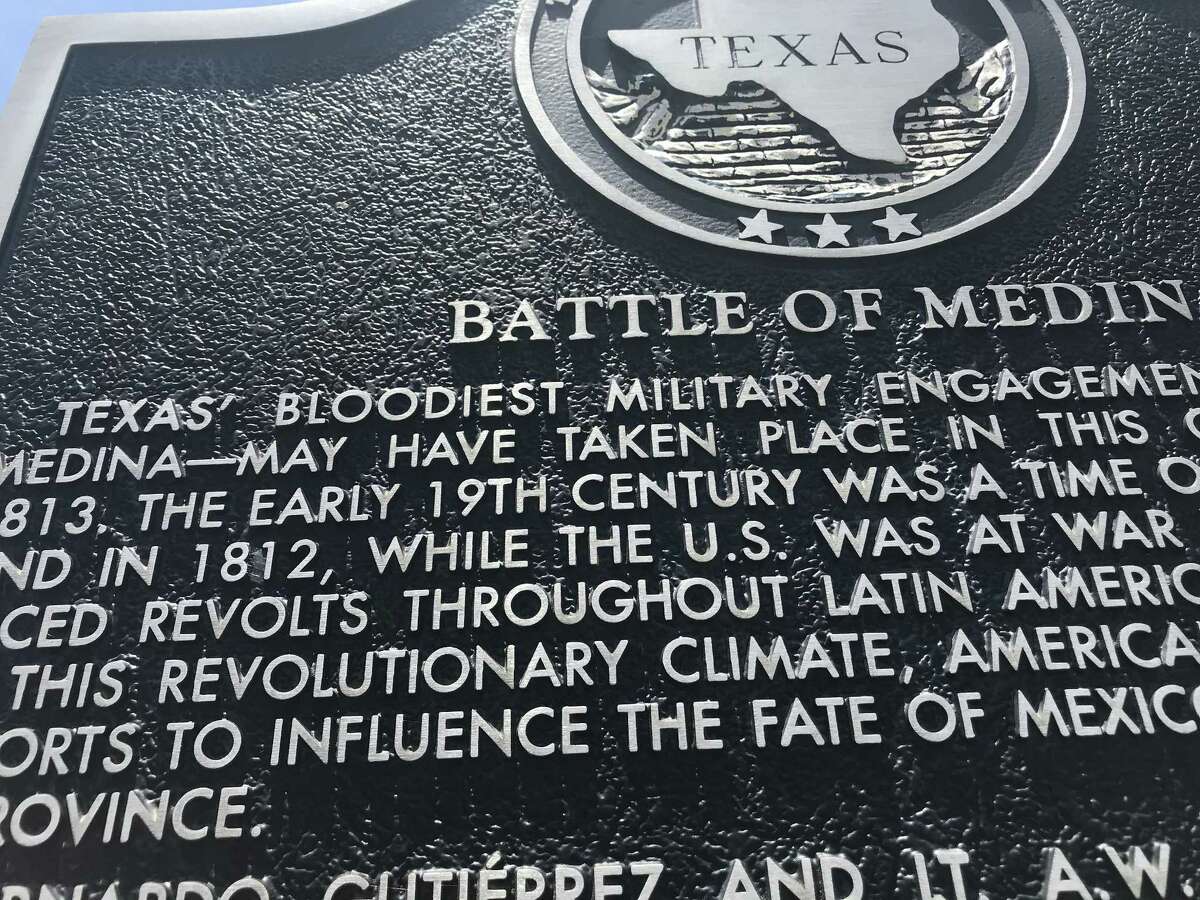 TEXAS
BATTLE OF MEDIN
TEXAS' BLOODIEST MILITARY ENGAGEMEN
MEDINA—MAY HAVE TAKEN PLACE IN THIS
813. THE EARLY 19TH CENTURY WAS A TIME O
ND IN 1812, WHILE THE U.S. WAS AT WAR
CED REVOLTS THROUGHOUT LATIN AMERIC
THIS REVOLUTIONARY CLIMATE, AMERICA
ORTS TO INFLUENCE THE FATE OF MEXICO
ROVINCE.
RNARDO GUTIÉRREZ AND LT. A.W.